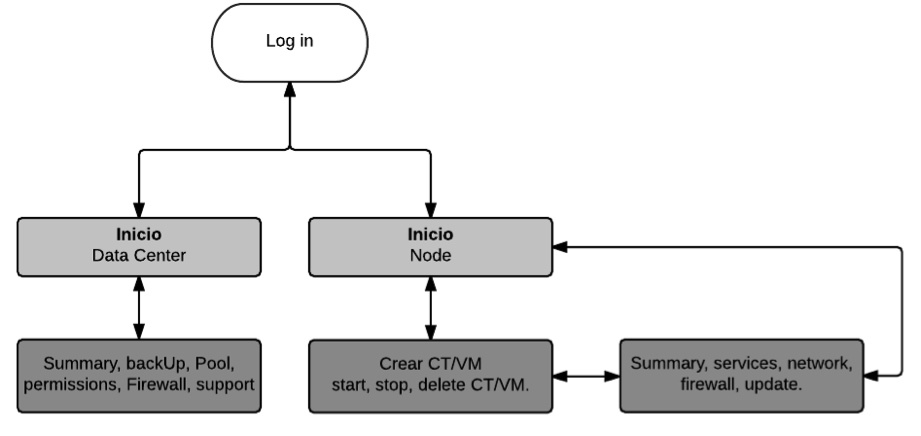 Log in
Inicio
Data Center
Inicio
Node
Summary, backUp, Pool,
permissions, Firewall, support
Crear CT/VM
start, stop, delete CT/VM.
Summary, services, network,
firewall, update.